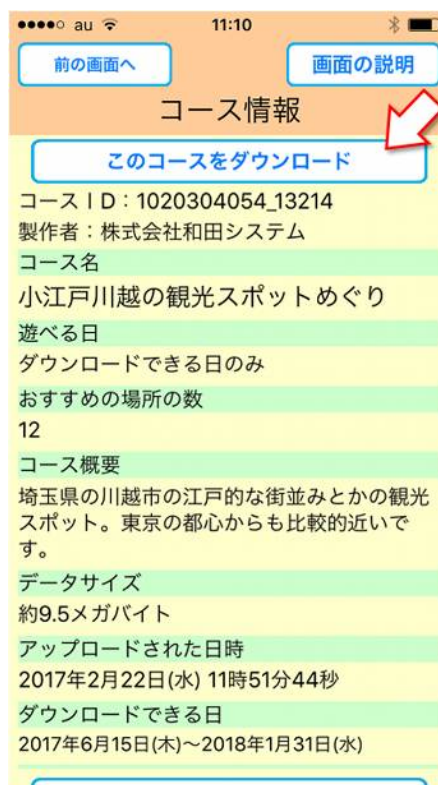 au 11:10
前の画面へ 画面の説明
コース情報
このコースをダウンロード
コースID：1020304054_13214
製作者：株式会社和田システム
コース名
小江戸川越の観光スポットめぐり
遊べる日
ダウンロードできる日のみ
おすすめの場所の数
12
コース概要
埼玉県の川越市の江戸的な街並みとかの観光
スポット。東京の都心からも比較的近いで
す。
データサイズ
約9.5メガバイト
アップロードされた日時
2017年2月22日(水) 11時51分44秒
ダウンロードできる日
2017年6月15日(木)～2018年1月31日(水)